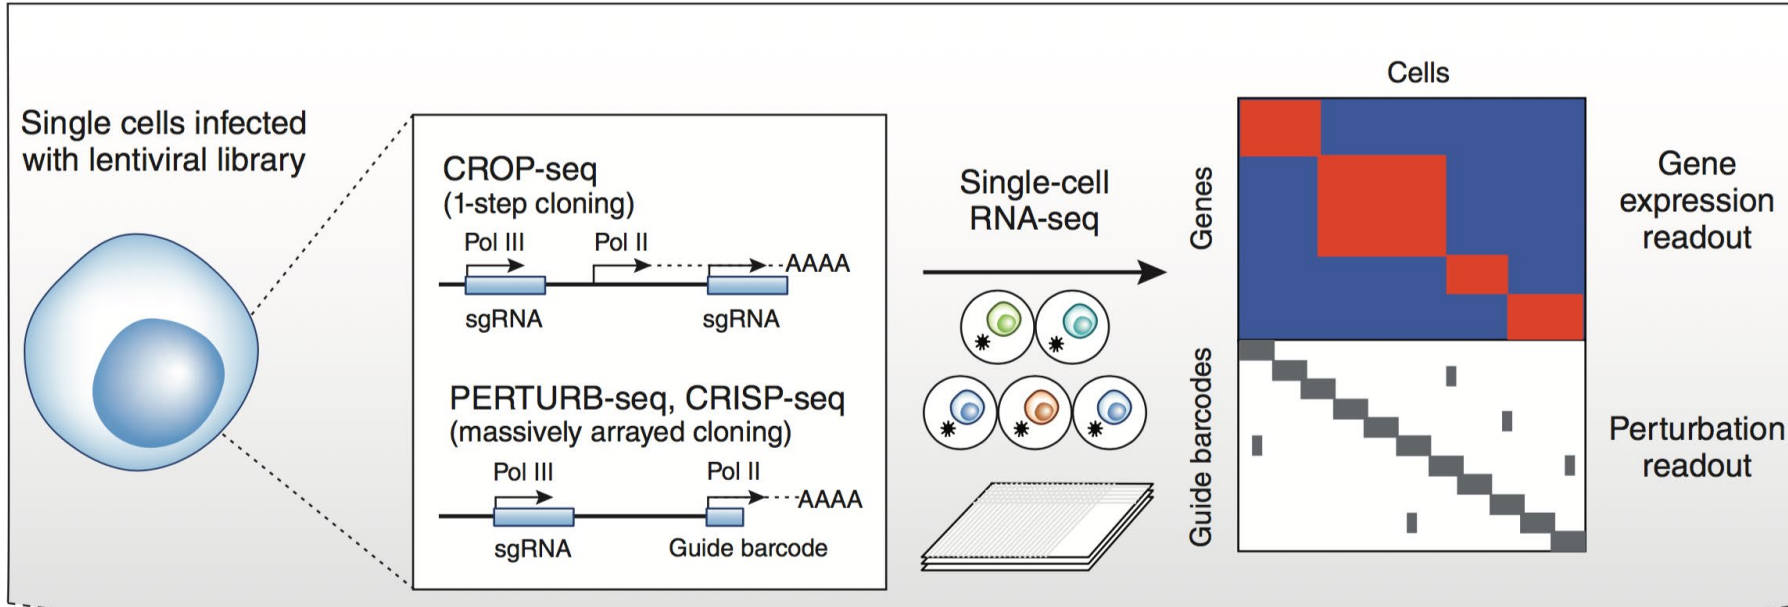 Single cells infected
with lentiviral library
CROP-seq
(1-step cloning)
Pol III
Pol II
AAAA
sgRNA
sgRNA
PERTURB-seq, CRISP-seq
(massively arrayed cloning)
Pol III
Pol II
AAAA
sgRNA
Guide barcode
Single-cell
RNA-seq
Cells
Genes
Guide barcodes
Gene
expression
readout
Perturbation
readout